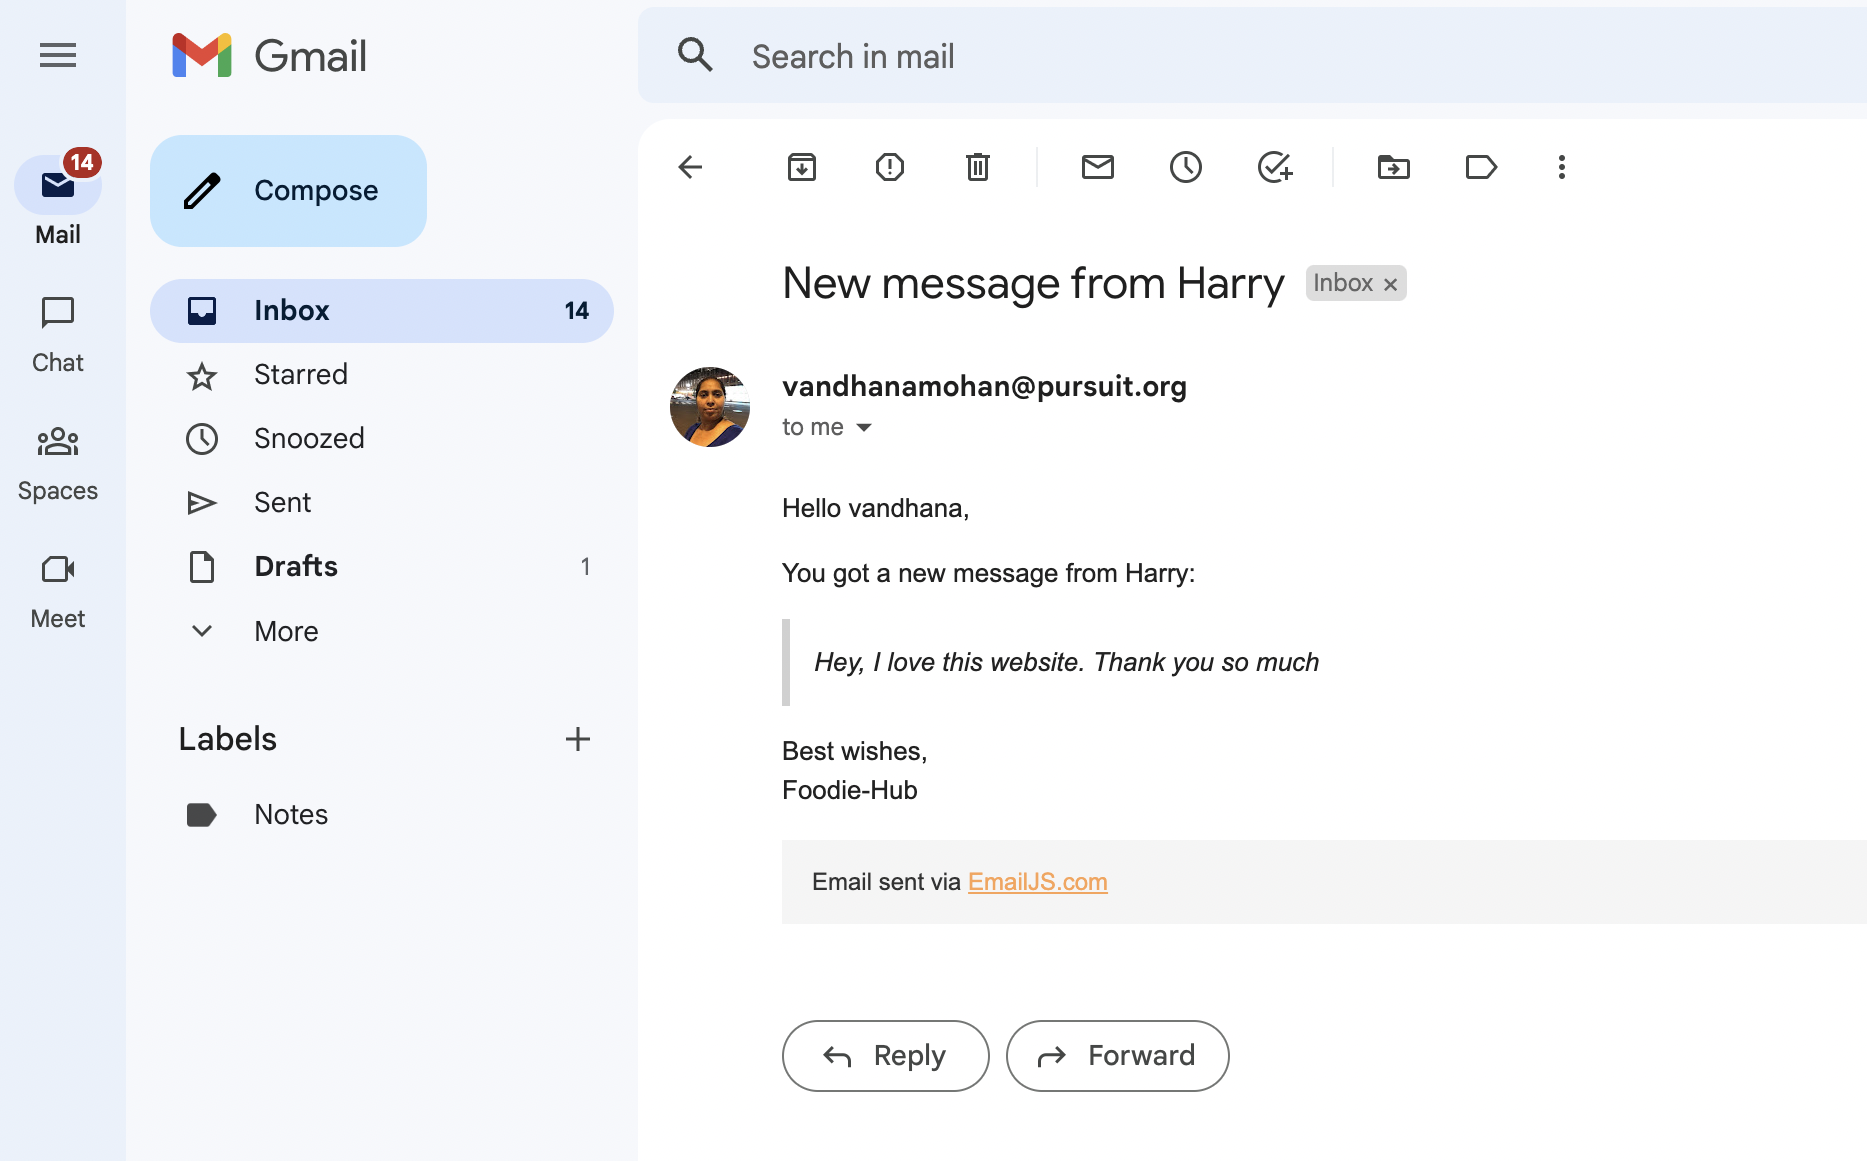 Gmail
Search in mail
14
Mail
Chat
Spaces
Meet
Compose
Inbox 14
Starred
Snoozed
Sent
Drafts 1
More
Labels
Notes
New message from Harry Inbox ×
vandhanamohan@pursuit.org
to me
Hello vandhana,
You got a new message from Harry:
Hey, I love this website. Thank you so much
Best wishes,
Foodie-Hub
Email sent via EmailJS.com
Reply Forward